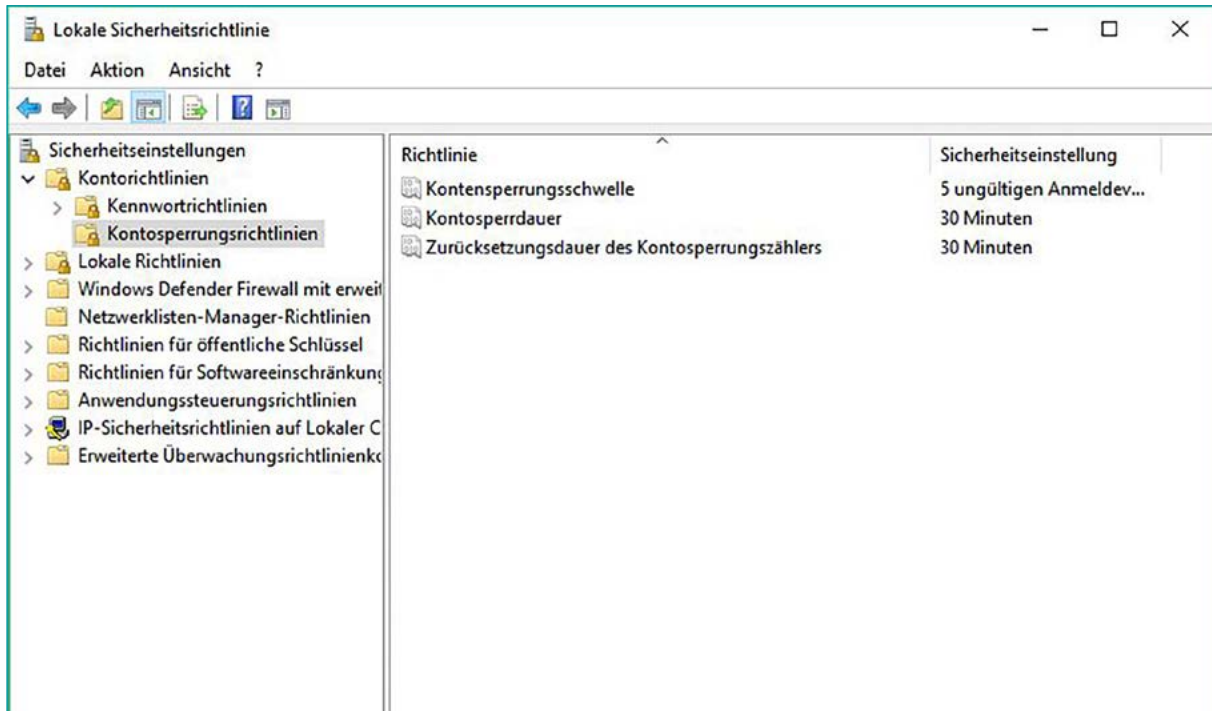 Lokale Sicherheitsrichtlinie
Datei Aktion Ansicht ?
Sicherheitseinstellungen
Kontorichtlinien
Kennwortrichtlinien
Kontosperrungsrichtlinien
Lokale Richtlinien
Windows Defender Firewall mit erweit
Netzwerklisten-Manager-Richtlinien
Richtlinien für öffentliche Schlüssel
Richtlinien für Softwareeinschränkung
Anwendungssteuerungsrichtlinien
IP-Sicherheitsrichtlinien auf Lokaler C
Erweiterte Überwachungsrichtlinienko
Richtlinie Sicherheitseinstellung
Kontensperrungsschwelle 5 ungültigen Anmeldev...
Kontosperrdauer 30 Minuten
Zurücksetzungsdauer des Kontosperrungszählers 30 Minuten